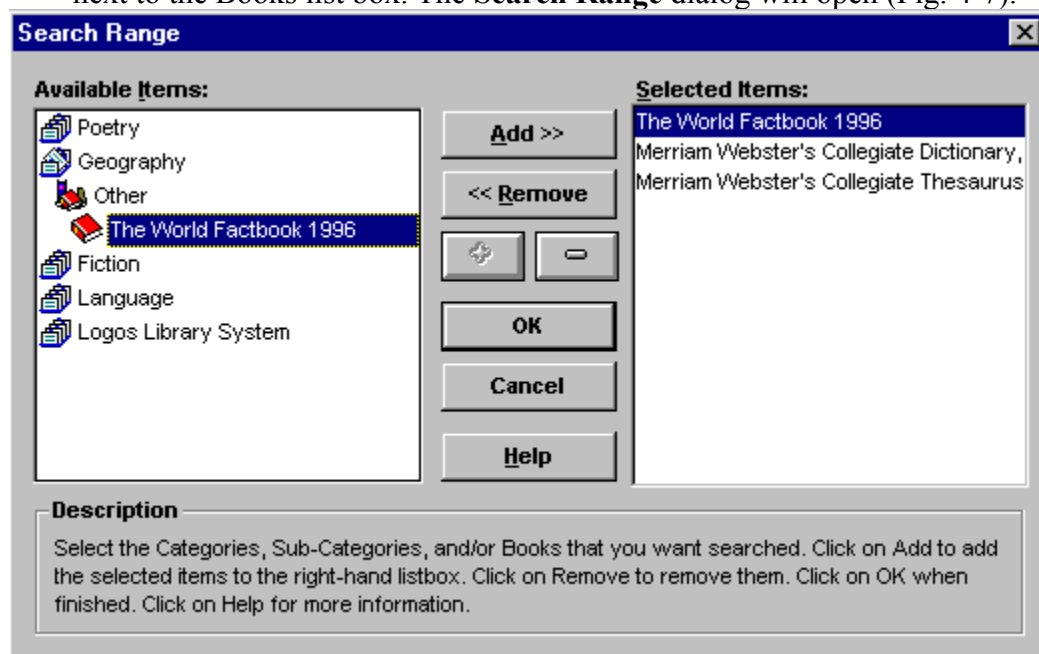 next to the Books list box. The Search Range dialog will open (Fig. 4-7).
Search Range
Available Items:
Poetry
Geography
Other
The World Factbook 1996
Fiction
Language
Logos Library System
Add >>
<< Remove
OK
Cancel
Help
Selected Items:
The World Factbook 1996
Merriam Webster's Collegiate Dictionary,
Merriam Webster's Collegiate Thesaurus
Description
Select the Categories, Sub-Categories, and/or Books that you want searched. Click on Add to add
the selected items to the right-hand listbox. Click on Remove to remove them. Click on OK when
finished. Click on Help for more information.